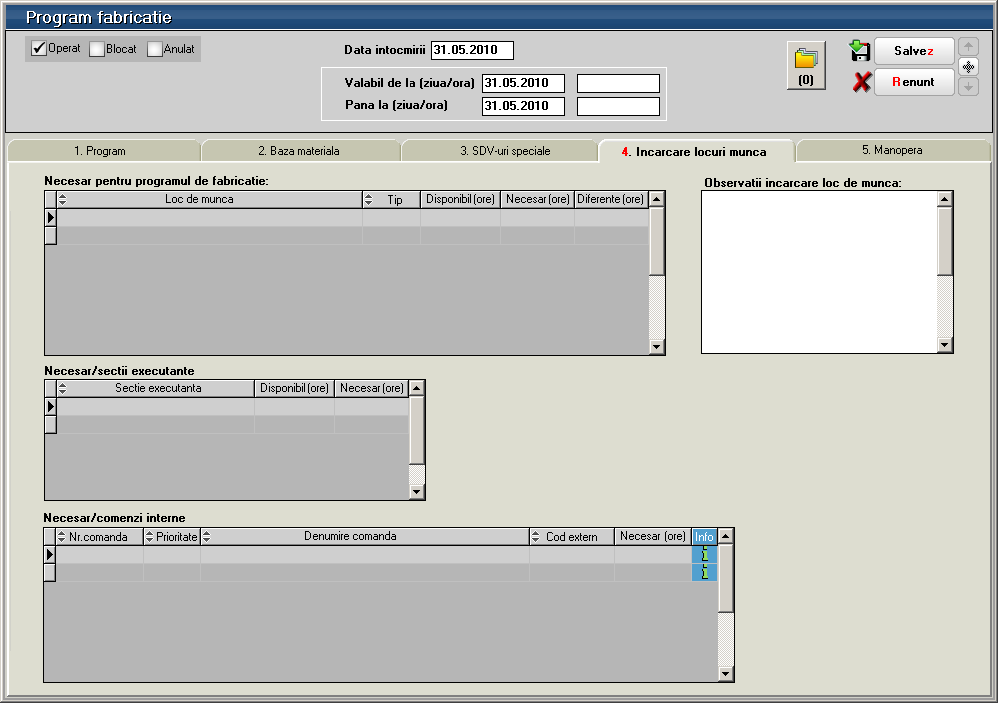 Program fabricatie
Operat Blocat Anulat
Data intocmirii 31.05.2010
Valabil de la (ziua/ora) 31.05.2010
Pana la (ziua/ora) 31.05.2010
(0)
Salvez
Renunt
1. Program 2. Baza materiala 3. SDV-uri speciale 4. Incarcare locuri munca 5. Manopera
Necesar pentru programul de fabricatie:
Loc de munca Tip Disponibil (ore) Necesar (ore) Diferente (ore)
Observatii incarcare loc de munca:
Necesar/sectii executante
Sectie executanta Disponibil (ore) Necesar (ore)
Necesar/comenzi interne
Nr.comanda Prioritate Denumire comanda Cod extern Necesar (ore) Info